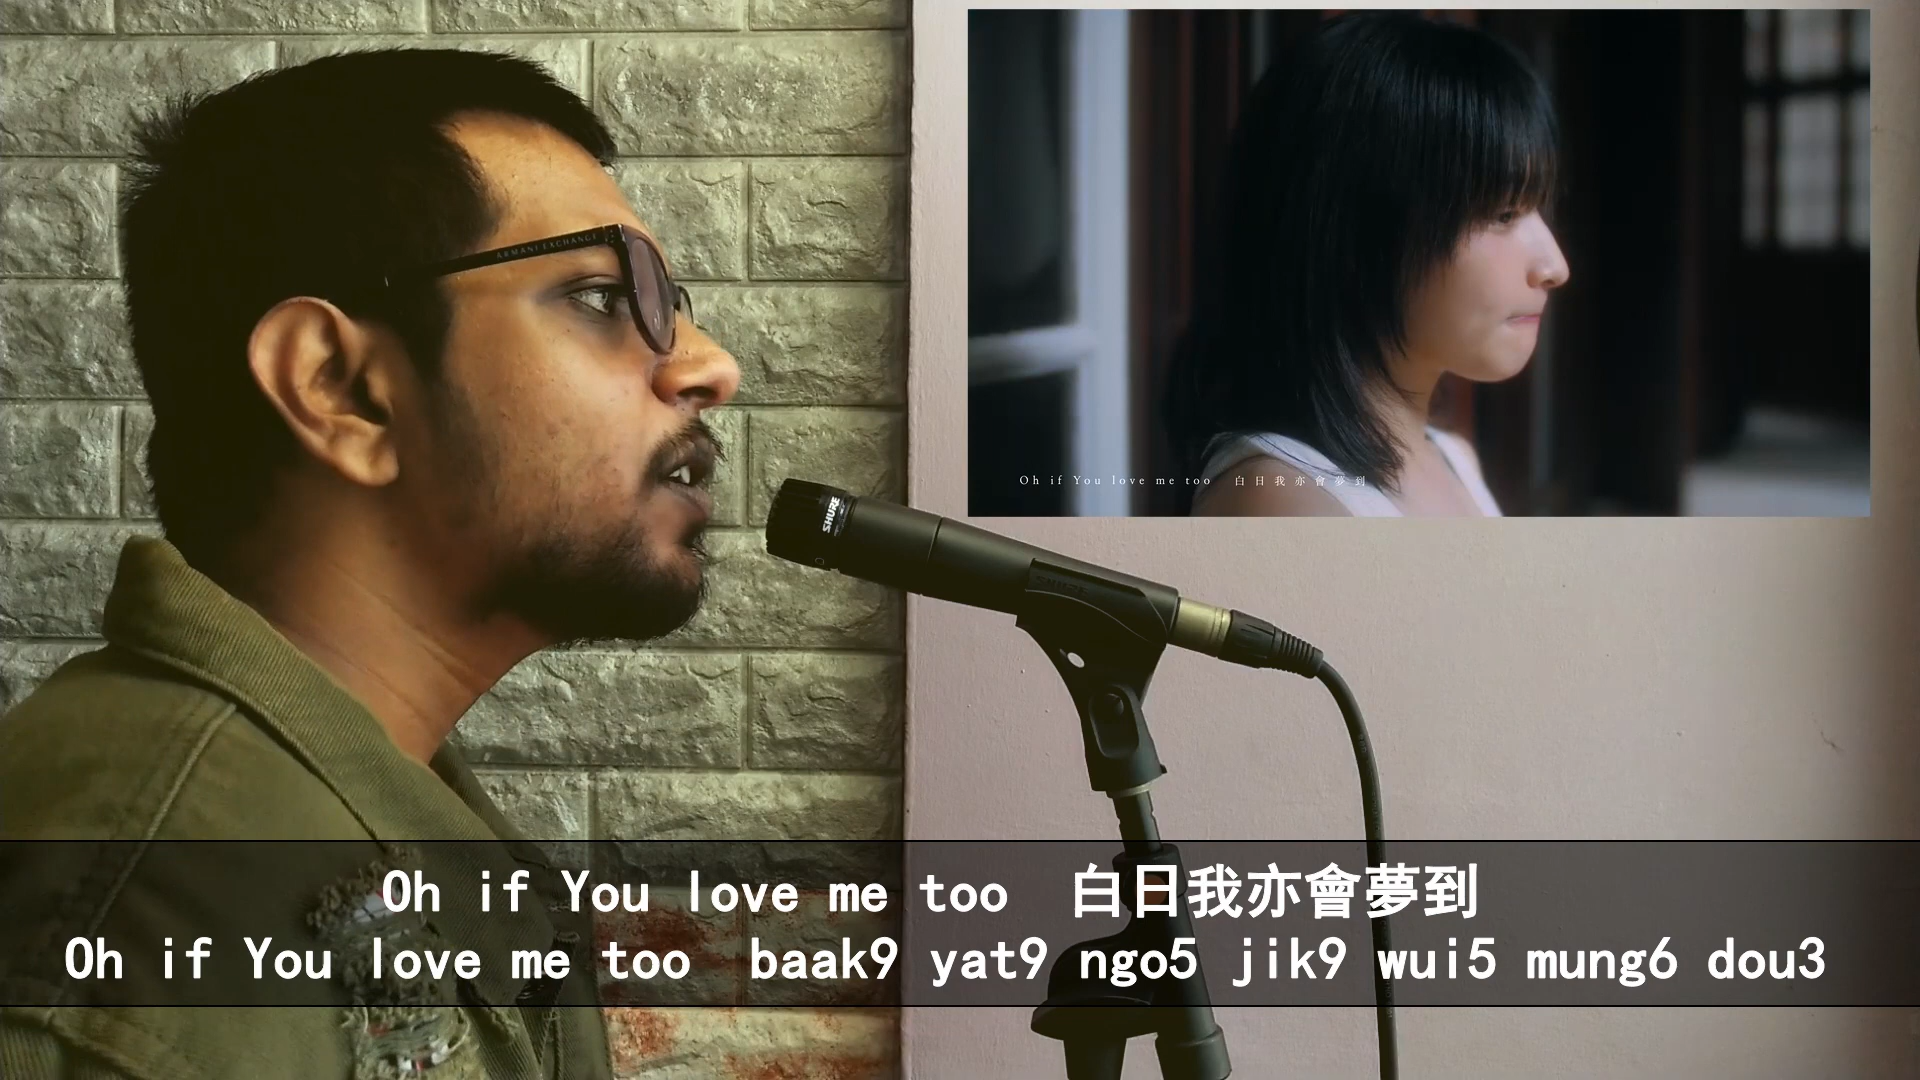 ARMANI EXCHANGE
SHURE
Oh if You love me too 白日我亦會夢到
Oh if You love me too 白日我亦會夢到
Oh if You love me too baak9 yat9 ngo5 jik9 wui5 mung6 dou3